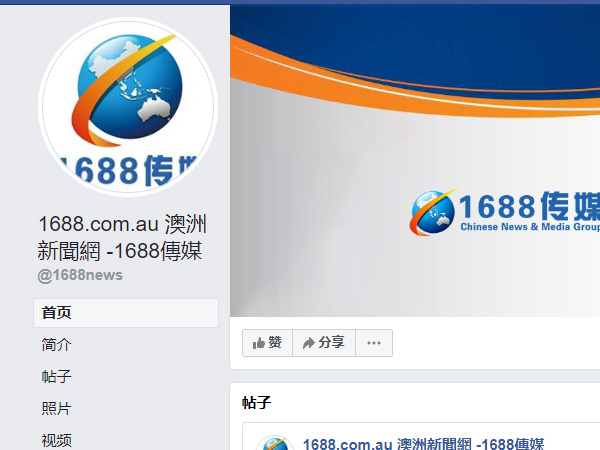 1688传媒
1688.com.au 澳洲
新聞網 -1688傳媒
@1688news
首页
简介
帖子
照片
视频
1688传媒
Chinese News & Media Group
赞
分享
帖子
1688.com.au 澳洲新聞網 -1688傳媒